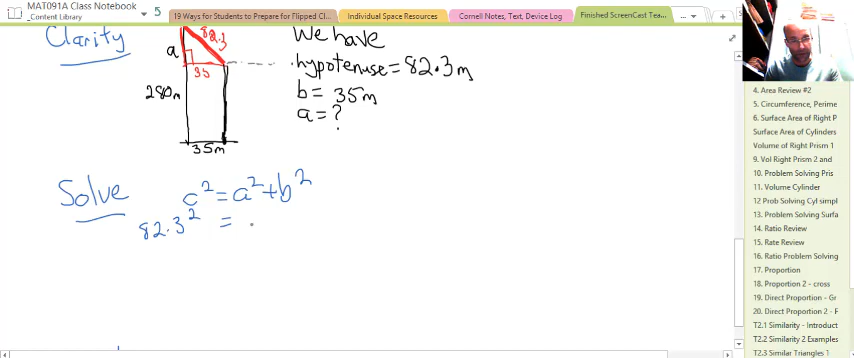 MAT091A Class Notebook
_Content Library
5
19 Ways for Students to Prepare for Flipped Cl
Individual Space Resources
Cornell Notes, Text, Device Log
Finished ScreenCast Tea
...
+
Clarity
82.3
a
35
280m
35m
We have
hypotenuse = 82.3m
b = 35m
a = ?
Solve
c² = a² + b²
82.3² =
4. Area Review #2
5. Circumference, Perime
6. Surface Area of Right P
Surface Area of Cylinders
Volume of Right Prism 1
9. Vol Right Prism 2 and
10. Problem Solving Pris
11. Volume Cylinder
12 Prob Solving Cyl simpl
13. Problem Solving Surfa
14. Ratio Review
15. Rate Review
16. Ratio Problem Solving
17. Proportion
18. Proportion 2 - cross
19. Direct Proportion - Gr
20. Direct Proportion 2 - F
T2.1 Similarity - Introduct
T2.2 Similarity 2 Examples
T2.3 Similar Triangles 1